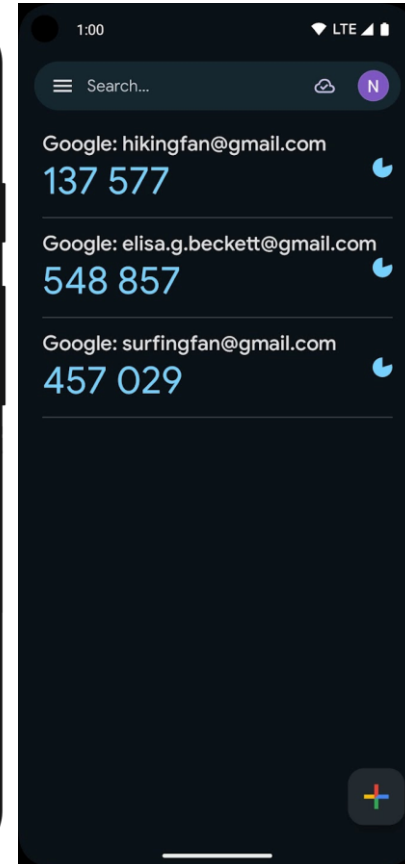 1:00 LTE
Search...
N
Google: hikingfan@gmail.com
137 577
Google: elisa.g.beckett@gmail.com
548 857
Google: surfingfan@gmail.com
457 029